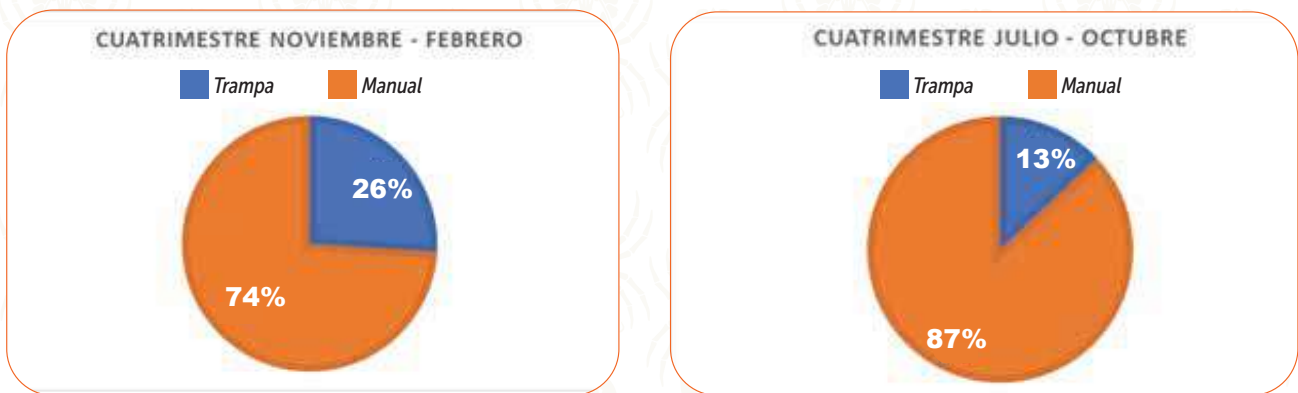 CUATRIMESTRE NOVIEMBRE - FEBRERO
Trampa Manual
26%
74%
CUATRIMESTRE JULIO - OCTUBRE
Trampa Manual
13%
87%